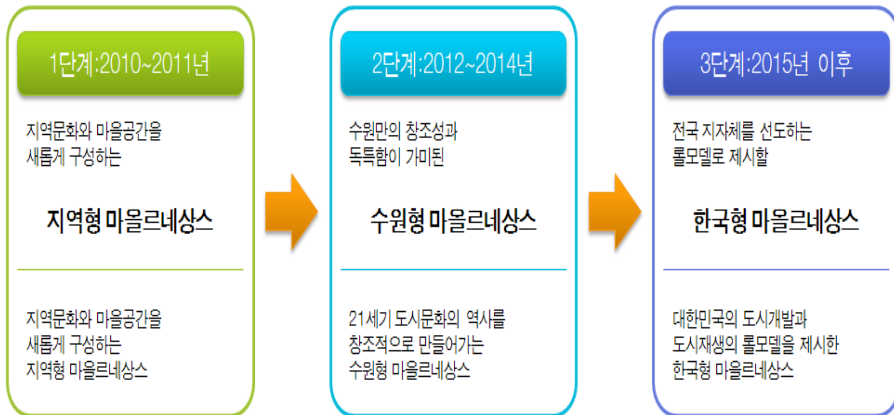 1단계:2010~2011년
지역문화와 마을공간을
새롭게 구성하는
지역형 마을르네상스
지역문화와 마을공간을
새롭게 구성하는
지역형 마을르네상스
2단계:2012~2014년
수원만의 창조성과
독특함이 가미된
수원형 마을르네상스
21세기 도시문화의 역사를
창조적으로 만들어가는
수원형 마을르네상스
3단계:2015년 이후
전국 지자체를 선도하는
롤모델로 제시할
한국형 마을르네상스
대한민국의 도시개발과
도시재생의 롤모델을 제시한
한국형 마을르네상스